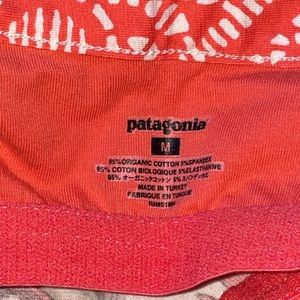 patagonia®
M
95%ORGANIC COTTON 5%SPANDEX
95% COTON BIOLOGIQUE 5%ELASTHANNE
95% オーガニックコットン 5% スパンデックス
MADE IN TURKEY
FABRIQUE EN TURQUIE